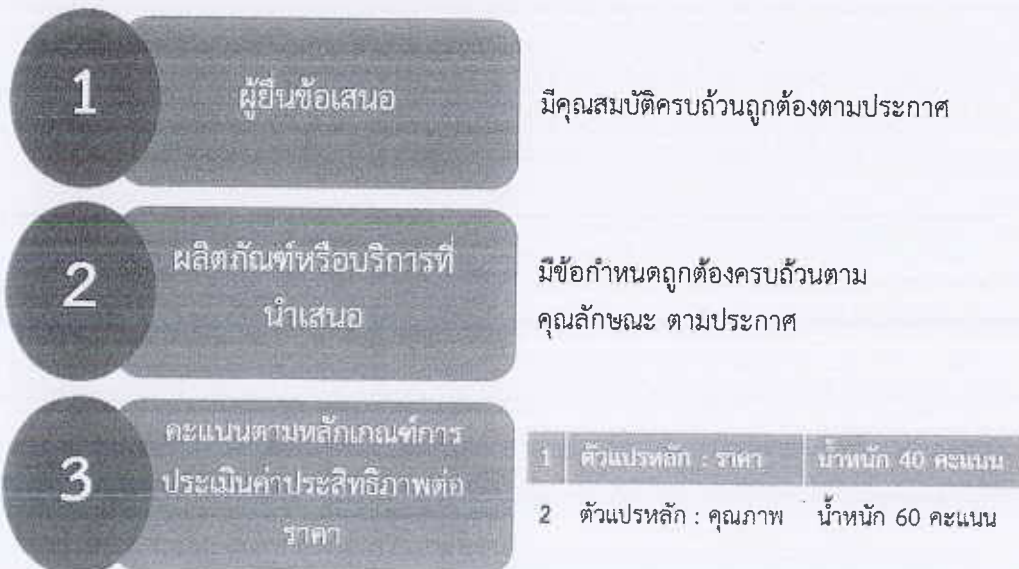 1
ผู้ยื่นข้อเสนอ
มีคุณสมบัติครบถ้วนถูกต้องตามประกาศ
2
ผลิตภัณฑ์หรือบริการที่
นำเสนอ
มีข้อกำหนดถูกต้องครบถ้วนตาม
คุณลักษณะ ตามประกาศ
3
คะแนนตามหลักเกณฑ์การ
ประเมินค่าประสิทธิภาพต่อ
ราคา
1 ตัวแปรหลัก : ราคา น้ำหนัก 40 คะแนน
2 ตัวแปรหลัก : คุณภาพ น้ำหนัก 60 คะแนน